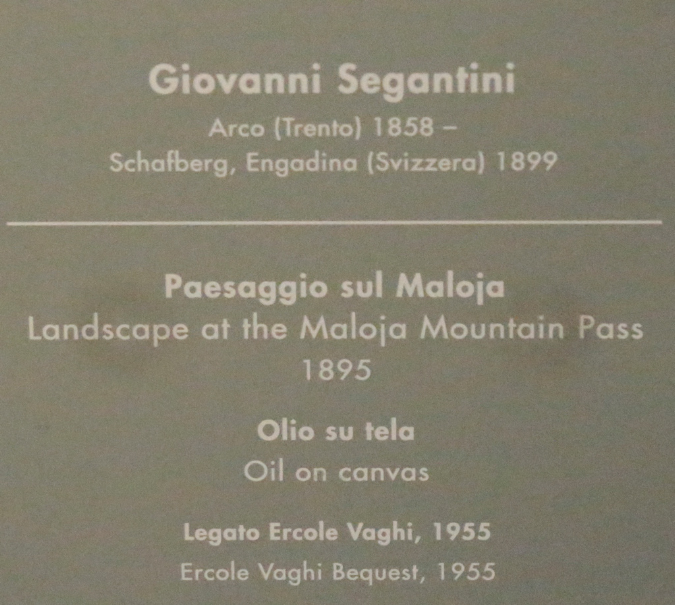 Giovanni Segantini
Arco (Trento) 1858 –
Schafberg, Engadina (Svizzera) 1899
Paesaggio sul Maloja
Landscape at the Maloja Mountain Pass
1895
Olio su tela
Oil on canvas
Legato Ercole Vaghi, 1955
Ercole Vaghi Bequest, 1955